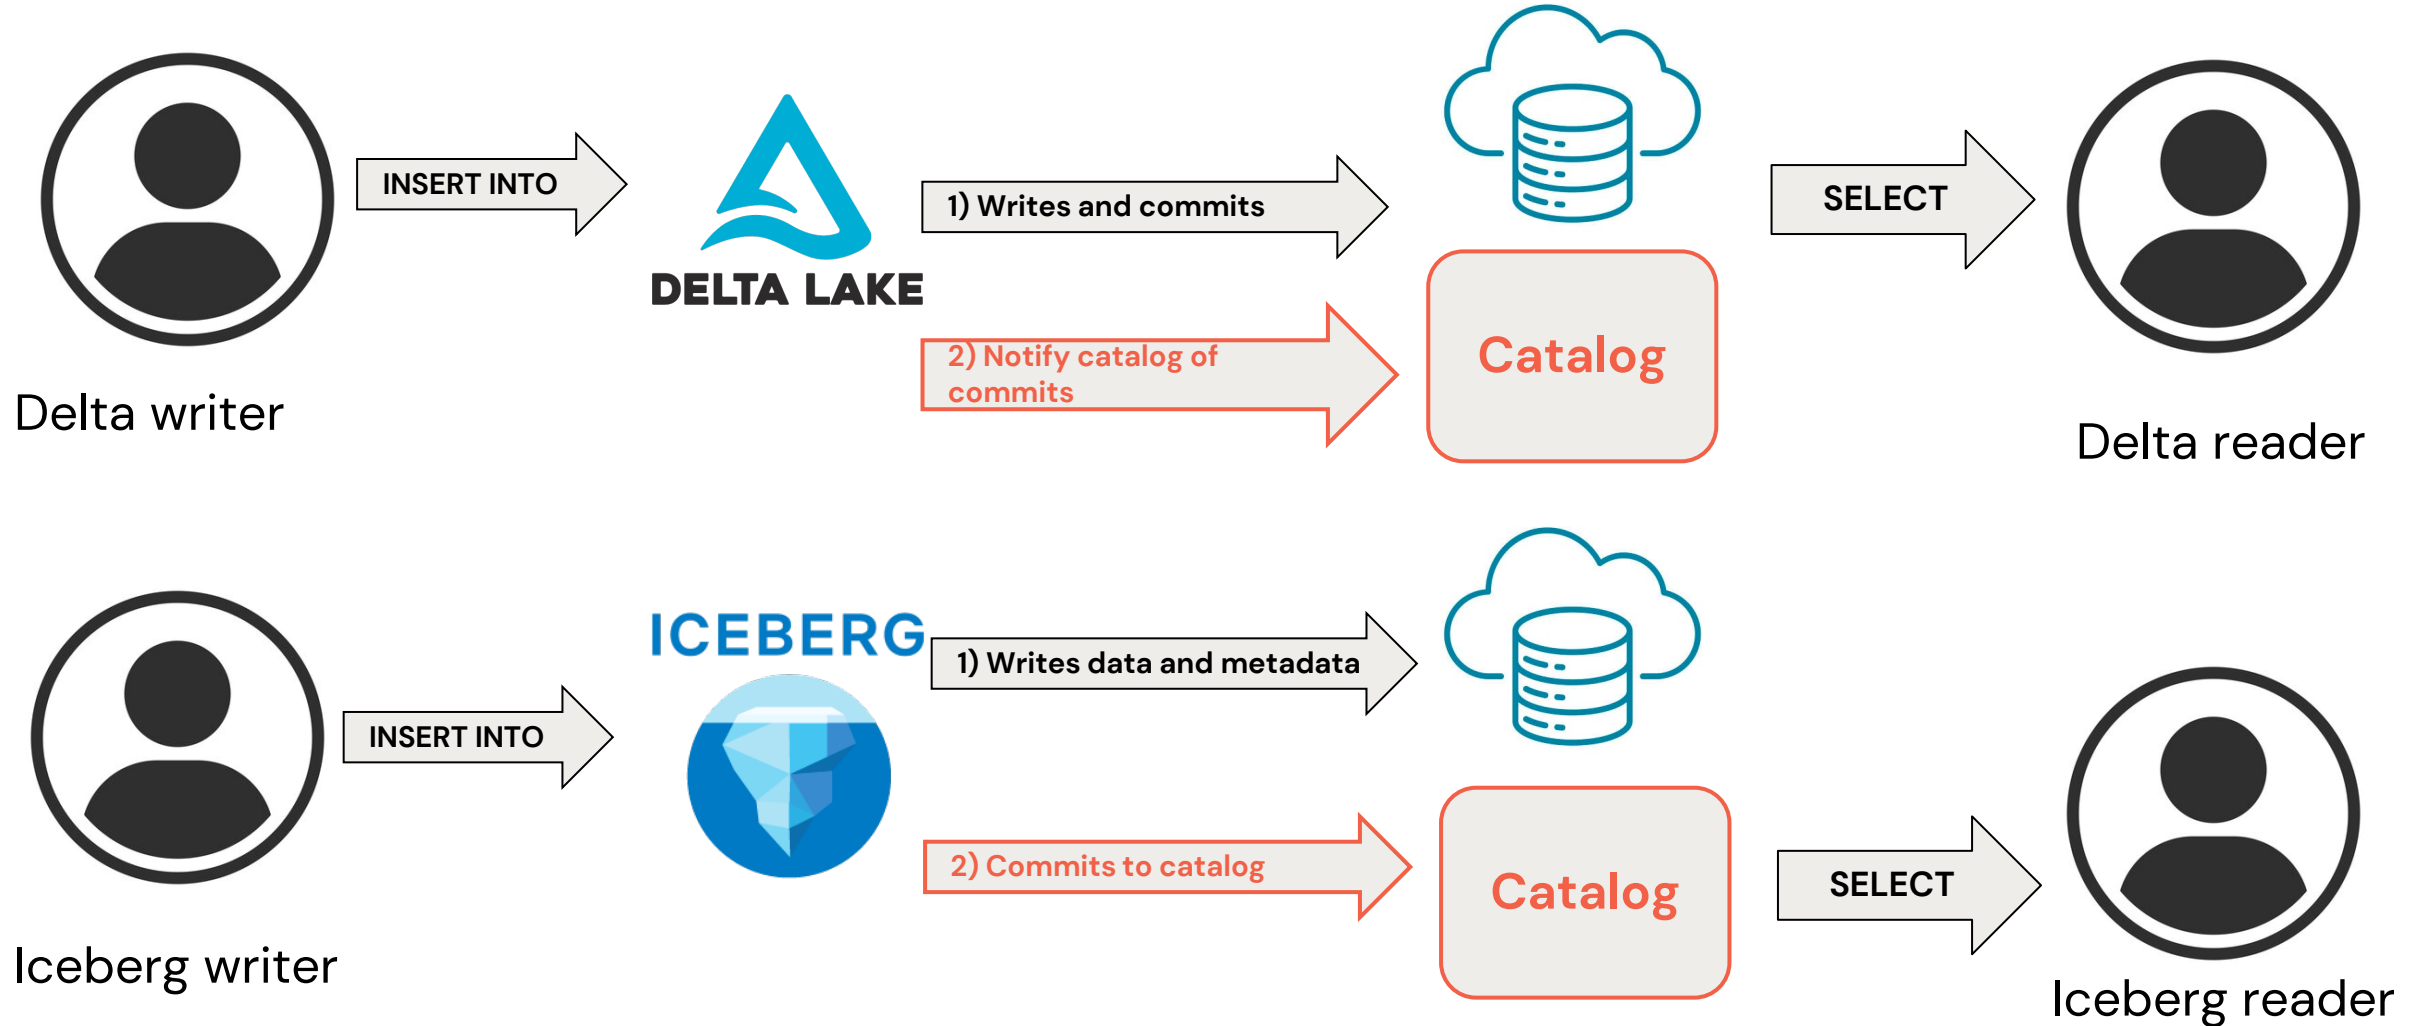 INSERT INTO
DELTA LAKE
1) Writes and commits
SELECT
2) Notify catalog of
commits
Catalog
Delta writer
Delta reader
ICEBERG
1) Writes data and metadata
INSERT INTO
2) Commits to catalog
Catalog
SELECT
Iceberg writer
Iceberg reader